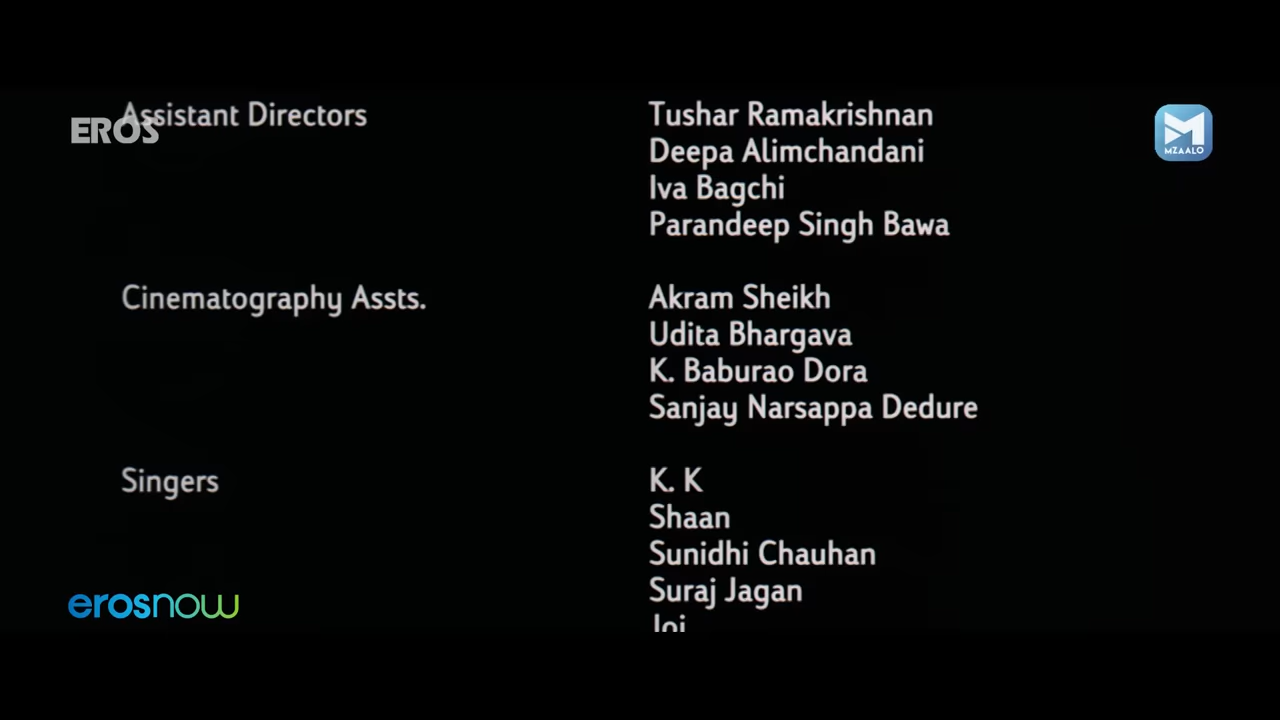 Assistant Directors Tushar Ramakrishnan
EROS
MZAALO
Deepa Alimchandani
Iva Bagchi
Parandeep Singh Bawa
Cinematography Assts. Akram Sheikh
Udita Bhargava
K. Baburao Dora
Sanjay Narsappa Dedure
Singers K. K
Shaan
Sunidhi Chauhan
Suraj Jagan
erosnow